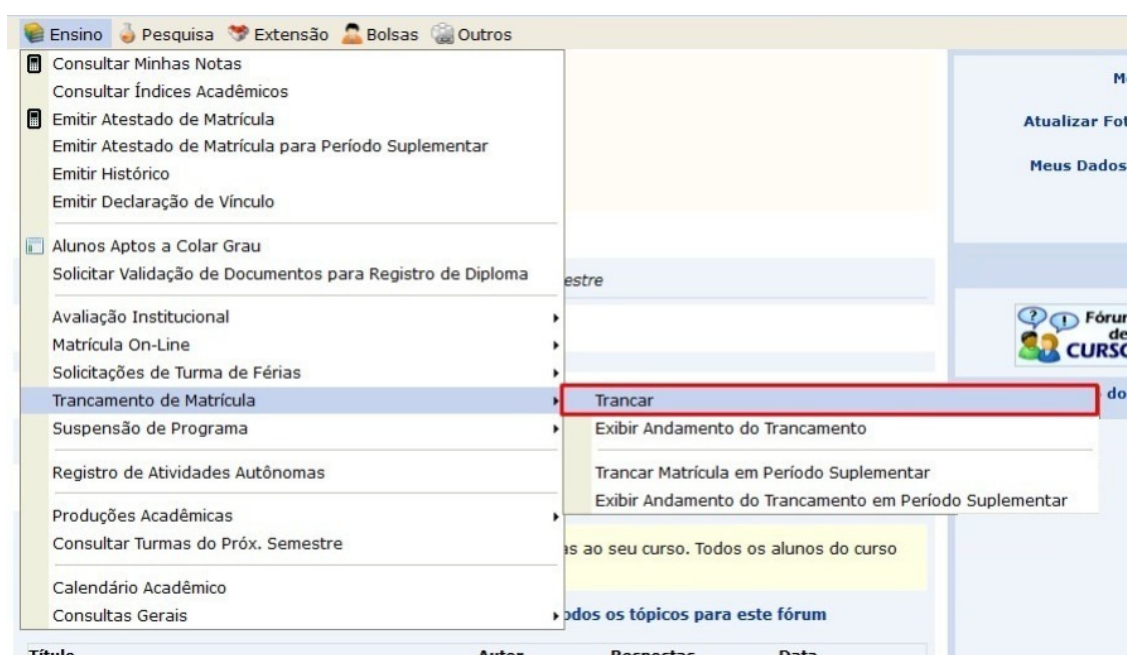 Ensino Pesquisa Extensão Bolsas Outros
Consultar Minhas Notas
Consultar Índices Acadêmicos
Emitir Atestado de Matrícula
Emitir Atestado de Matrícula para Período Suplementar
Emitir Histórico
Emitir Declaração de Vínculo
Alunos Aptos a Colar Grau
Solicitar Validação de Documentos para Registro de Diploma
Avaliação Institucional
Matrícula On-Line
Solicitações de Turma de Férias
Trancamento de Matrícula
Suspensão de Programa
Registro de Atividades Autônomas
Produções Acadêmicas
Consultar Turmas do Próx. Semestre
Calendário Acadêmico
Consultas Gerais
Trancar
Exibir Andamento do Trancamento
Trancar Matrícula em Período Suplementar
Exibir Andamento do Trancamento em Período Suplementar
estre
as ao seu curso. Todos os alunos do curso
odos os tópicos para este fórum
Título Autor Respostas Data
Atualizar Fot
Meus Dados
Fórum
de
CURSO
do